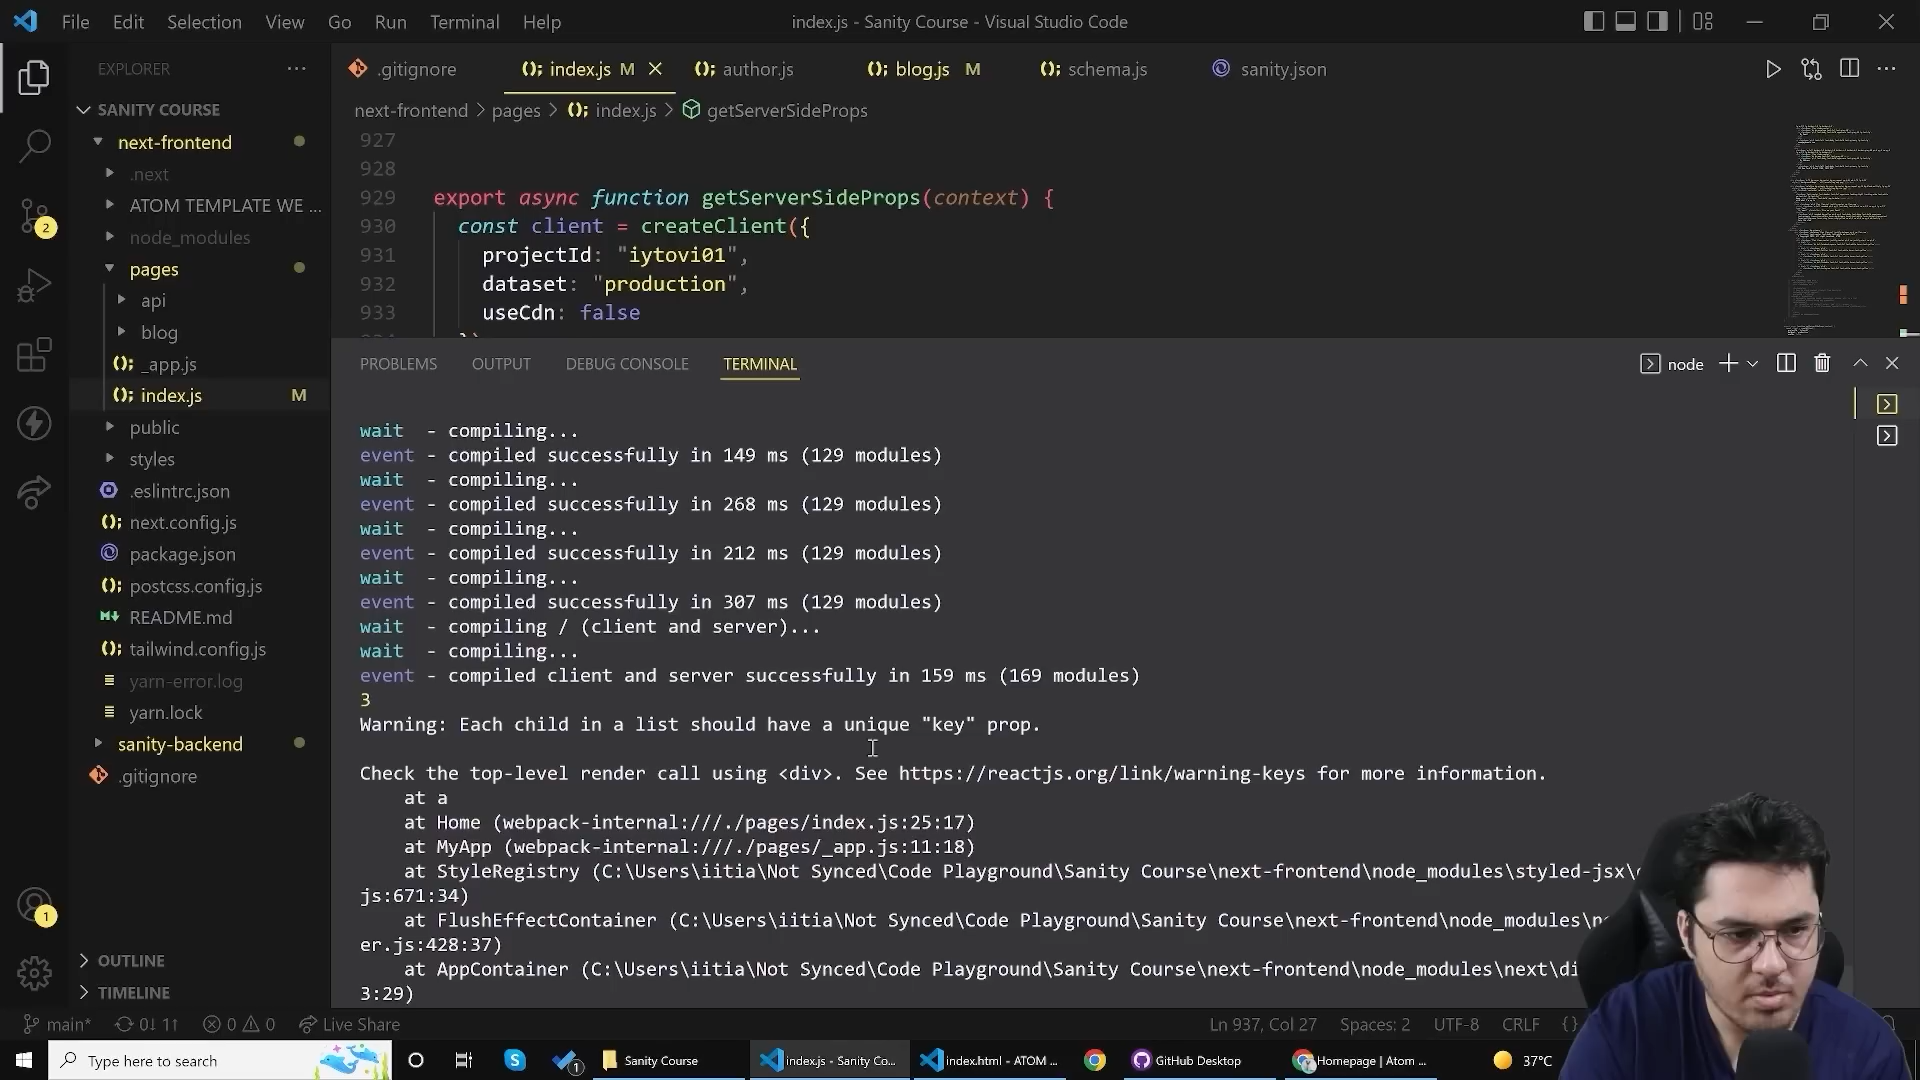 File Edit Selection View Go Run Terminal Help
index.js - Sanity Course - Visual Studio Code
EXPLORER
.gitignore
index.js M
author.js
blog.js M
schema.js
sanity.json
SANITY COURSE
next-frontend > pages > index.js > getServerSideProps
next-frontend
.next
ATOM TEMPLATE WE ...
node_modules
pages
api
blog
_app.js
index.js M
public
styles
.eslintrc.json
next.config.js
package.json
postcss.config.js
README.md
tailwind.config.js
yarn-error.log
yarn.lock
sanity-backend
.gitignore
OUTLINE
TIMELINE
2
1
927
928
929 export async function getServerSideProps(context) {
930 const client = createClient({
931 projectId: "iytovi01",
932 dataset: "production",
933 useCdn: false
PROBLEMS OUTPUT DEBUG CONSOLE TERMINAL
node
wait - compiling...
event - compiled successfully in 149 ms (129 modules)
wait - compiling...
event - compiled successfully in 268 ms (129 modules)
wait - compiling...
event - compiled successfully in 212 ms (129 modules)
wait - compiling...
event - compiled successfully in 307 ms (129 modules)
wait - compiling / (client and server)...
wait - compiling...
event - compiled client and server successfully in 159 ms (169 modules)
3
Warning: Each child in a list should have a unique "key" prop.
Check the top-level render call using <div>. See https://reactjs.org/link/warning-keys for more information.
at a
at Home (webpack-internal:///./pages/index.js:25:17)
at MyApp (webpack-internal:///./pages/_app.js:11:18)
at StyleRegistry (C:\Users\iitia\Not Synced\Code Playground\Sanity Course\next-frontend\node_modules\styled-jsx\
js:671:34)
at FlushEffectContainer (C:\Users\iitia\Not Synced\Code Playground\Sanity Course\next-frontend\node_modules\
er.js:428:37)
at AppContainer (C:\Users\iitia\Not Synced\Code Playground\Sanity Course\next-frontend\node_modules\next\di
3:29)
main* 0↓ 1↑ 0 0 Live Share
Ln 937, Col 27 Spaces: 2 UTF-8 CRLF {}
Type here to search
1
Sanity Course
index.js - Sanity Co...
index.html - ATOM ...
GitHub Desktop
Homepage | Atom ...
37°C